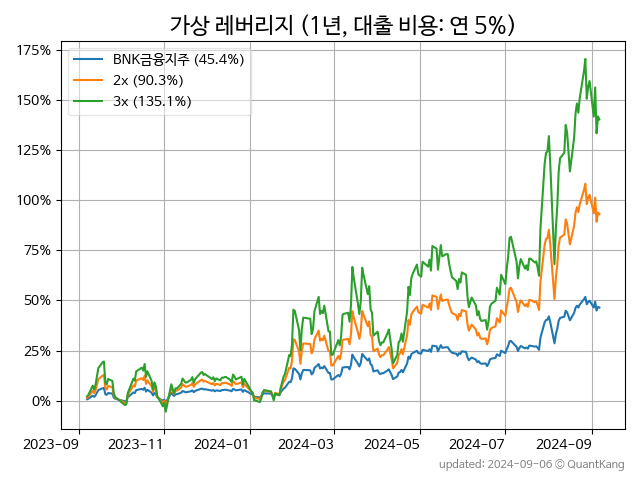 가상 레버리지 (1년, 대출 비용: 연 5%)
175%
150%
125%
100%
75%
50%
25%
0%
BNK금융지주 (45.4%)
2x (90.3%)
3x (135.1%)
2023-09 2023-11 2024-01 2024-03 2024-05 2024-07 2024-09
updated: 2024-09-06 © QuantKang